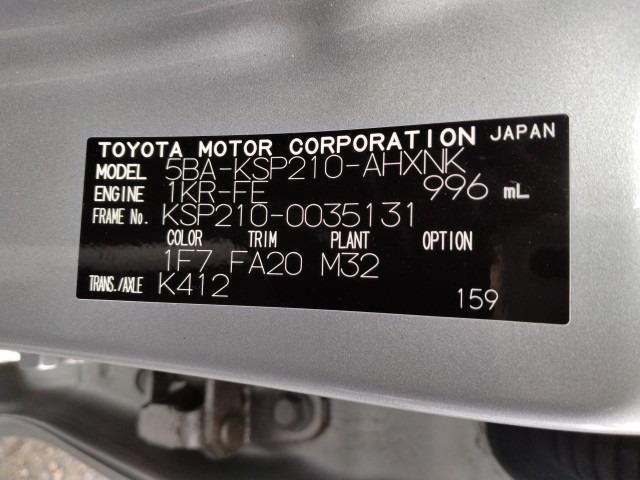 TOYOTA MOTOR CORPORATION JAPAN
MODEL 5BA-KSP210-AHXNK
ENGINE 1KR-FE 996 mL
FRAME No. KSP210-0035131
COLOR TRIM PLANT OPTION
1F7 FA20 M32
TRANS./AXLE K412
159